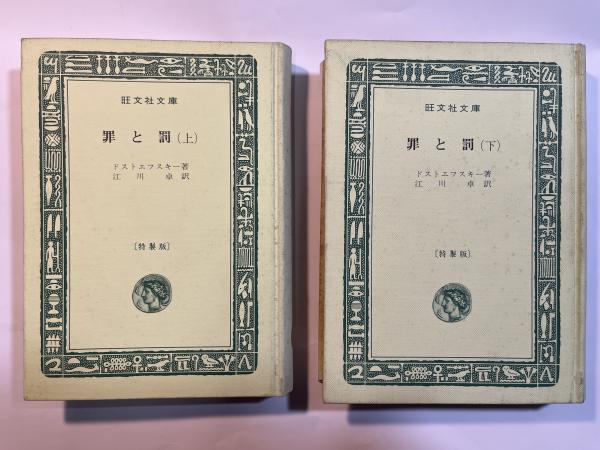 旺文社文庫
罪と罰(上)
ドストエフスキー著
江川卓訳
[特製版]
旺文社文庫
罪と罰(下)
ドストエフスキー著
江川卓訳
[特製版]